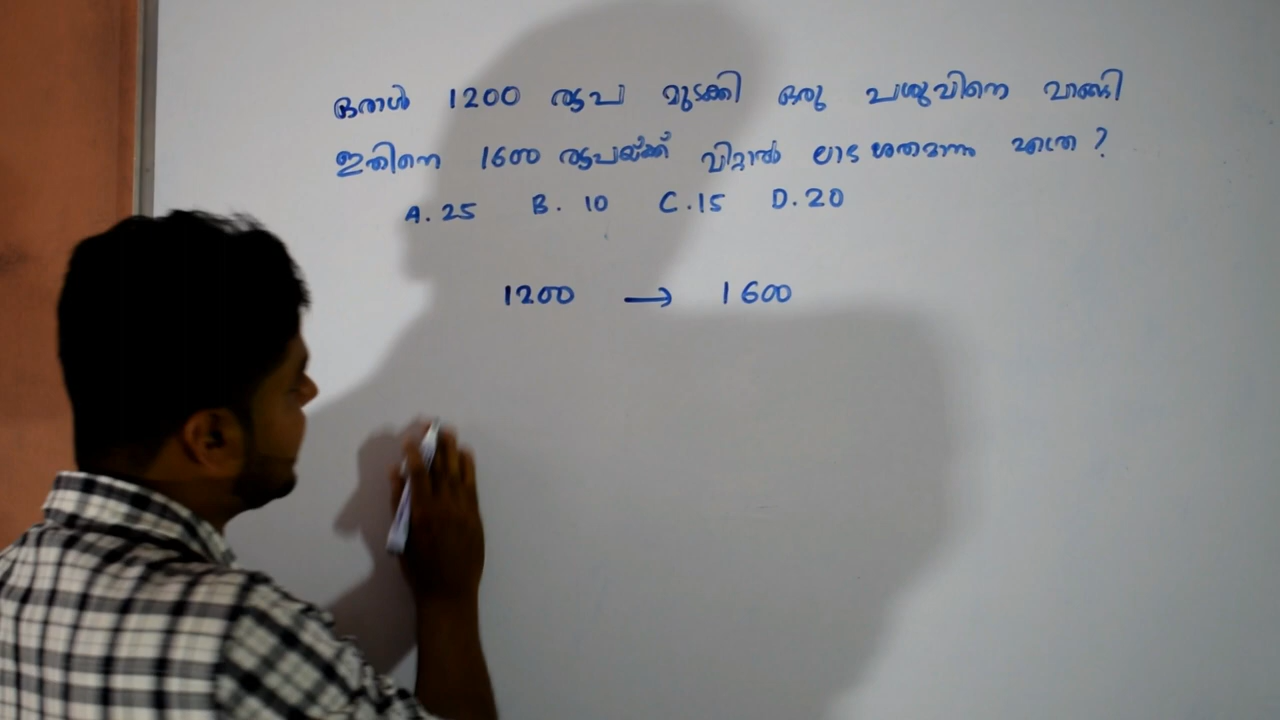 ഒരാൾ 1200 രൂപ മുടക്കി ഒരു പശുവിനെ വാങ്ങി
ഇതിനെ 1600 രൂപയ്ക്ക് വിറ്റാൽ ലാഭ ശതമാനം എത്ര ?
A. 25 B. 10 C. 15 D. 20
1200 → 1600